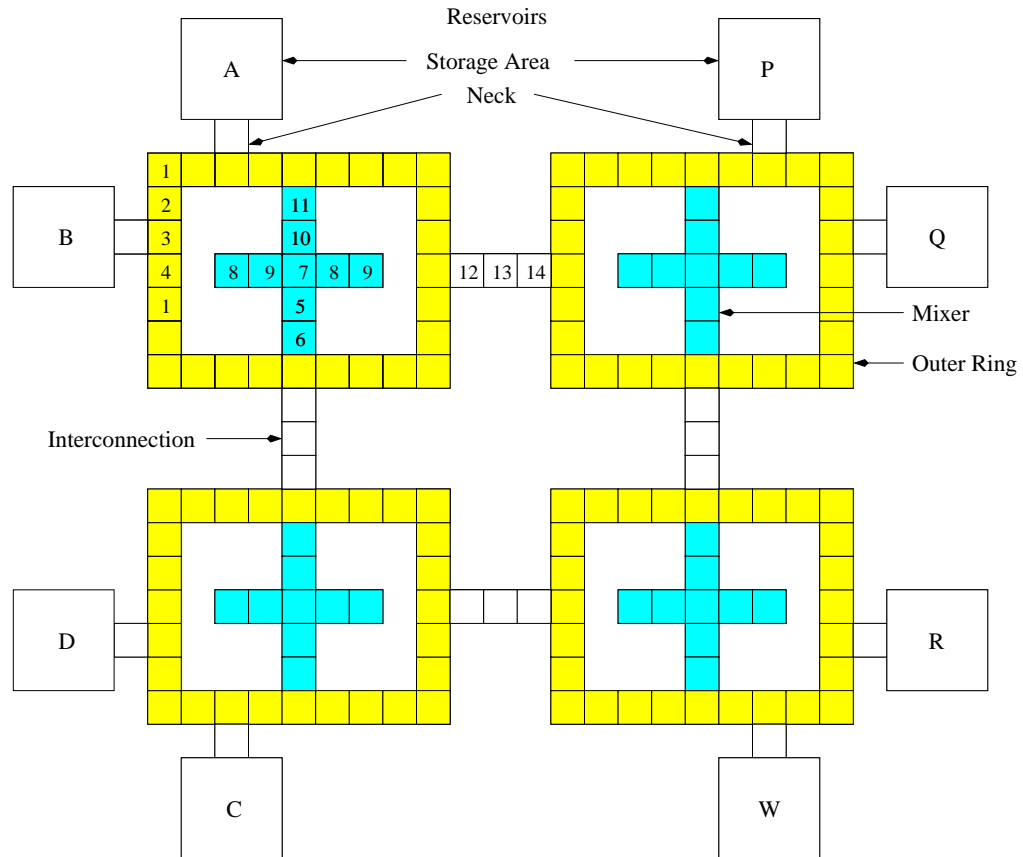 Reservoirs
A
Storage Area
P
Neck
1
2
11
B
3
10
Q
4
8
9
7
8
9
12
13
14
1
5
6
Mixer
Outer Ring
Interconnection
D
R
C
W